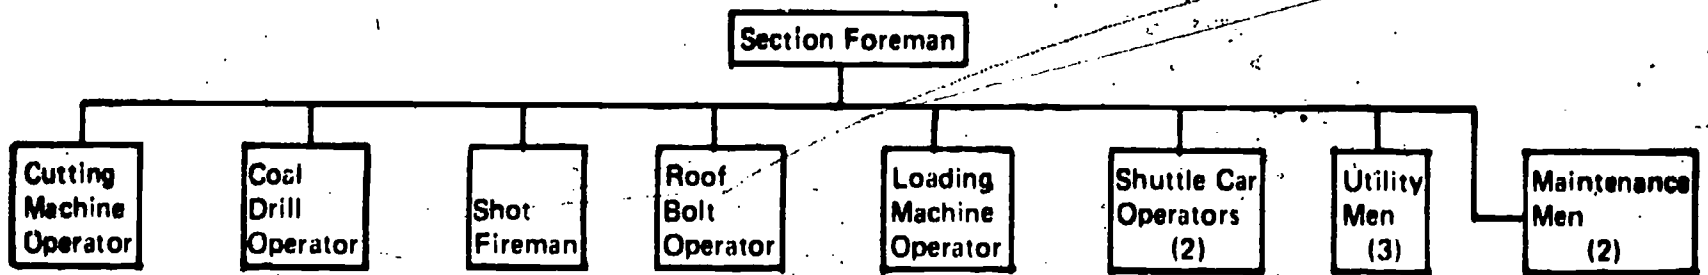 Section Foreman
Cutting
Machine
Operator
Coal
Drill
Operator
Shot
Fireman
Roof
Bolt
Operator
Loading
Machine
Operator
Shuttle Car
Operators
(2)
Utility
Men
(3)
Maintenance
Men
(2)